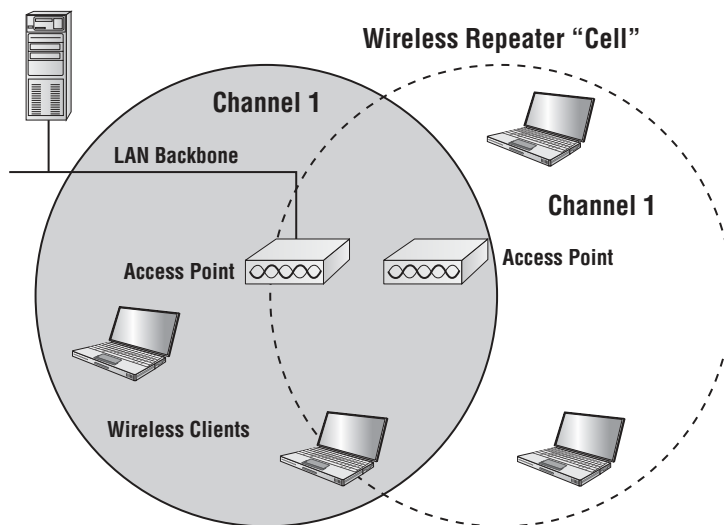 Wireless Repeater “Cell”
Channel 1
LAN Backbone
Channel 1
Access Point
Access Point
Wireless Clients